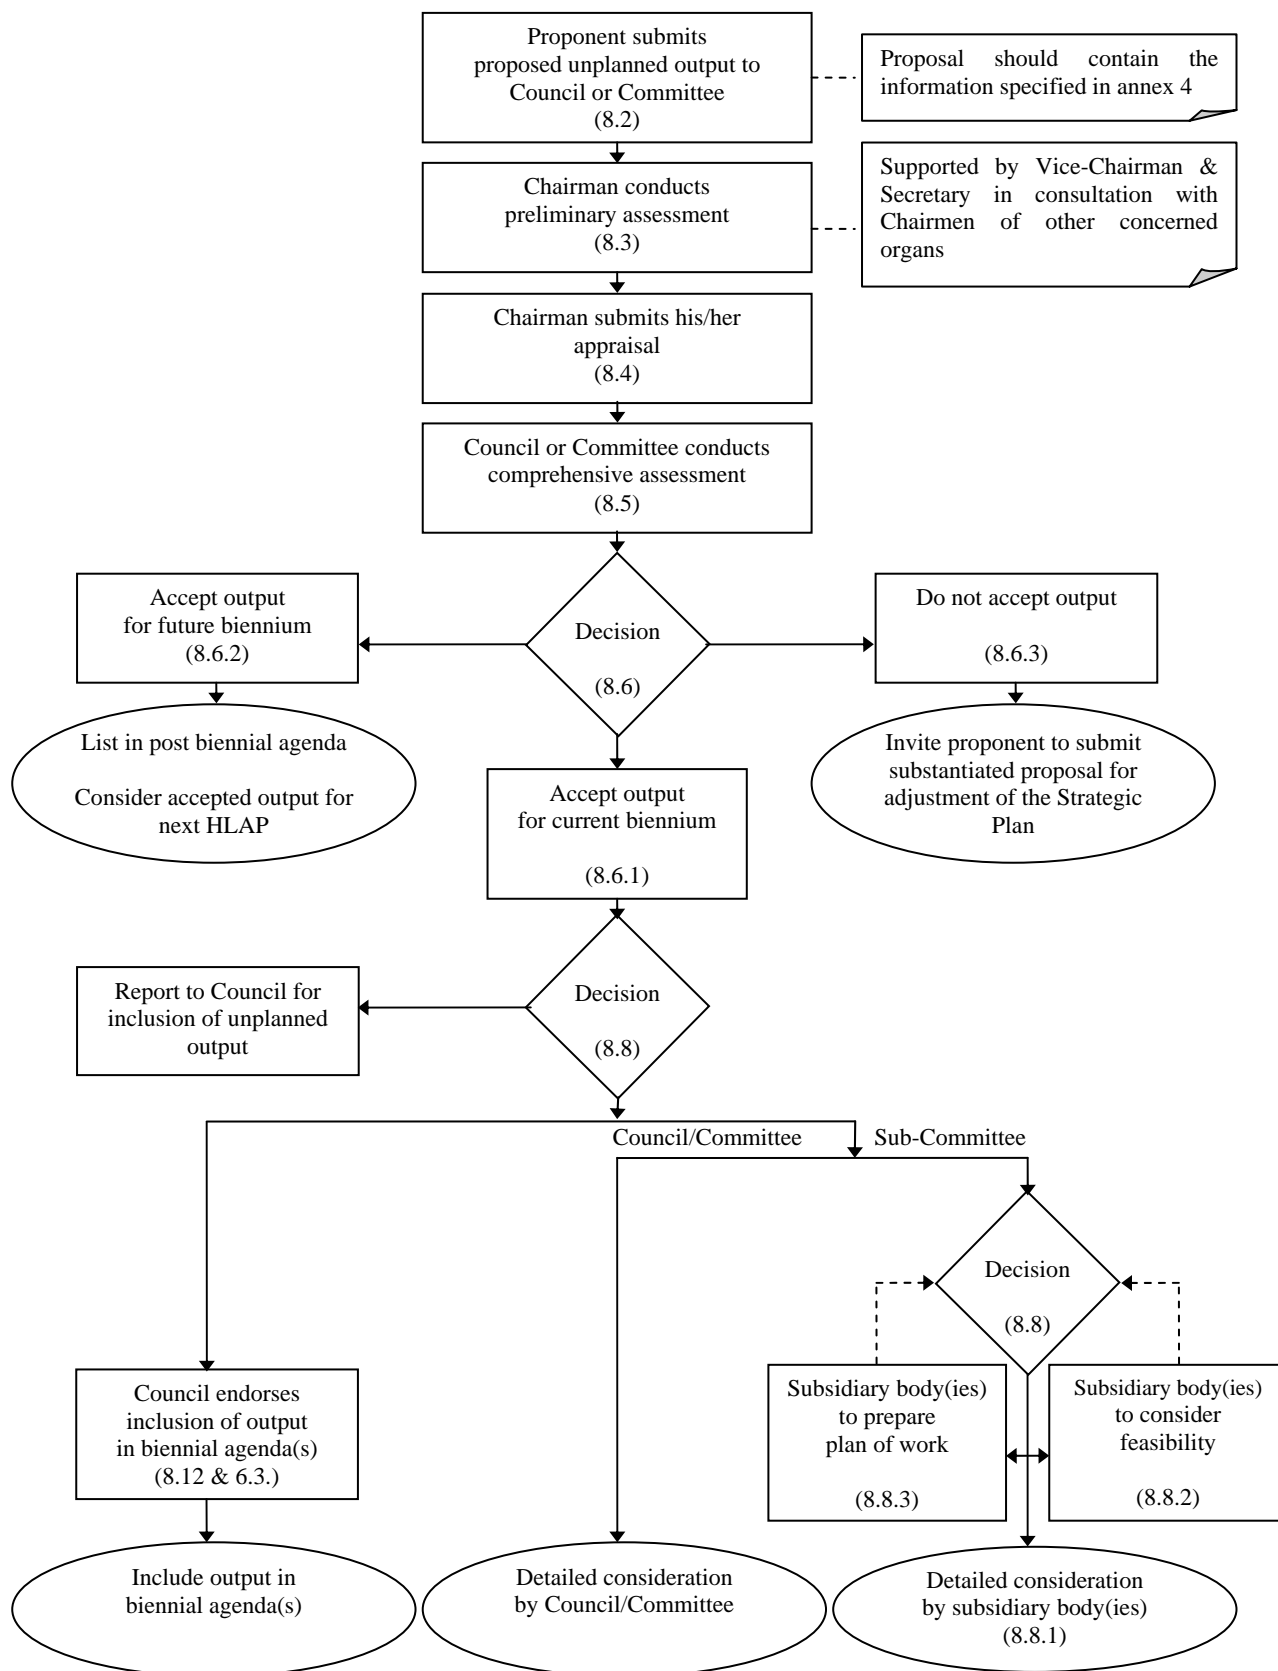 Proponent submits
proposed unplanned output to
Council or Committee
(8.2)
Proposal should contain the
information specified in annex 4
Chairman conducts
preliminary assessment
(8.3)
Supported by Vice-Chairman &
Secretary in consultation with
Chairmen of other concerned
organs
Chairman submits his/her
appraisal
(8.4)
Council or Committee conducts
comprehensive assessment
(8.5)
Decision
(8.6)
Accept output
for future biennium
(8.6.2)
Do not accept output
(8.6.3)
List in post biennial agenda
Consider accepted output for
next HLAP
Invite proponent to submit
substantiated proposal for
adjustment of the Strategic
Plan
Accept output
for current biennium
(8.6.1)
Decision
(8.8)
Report to Council for
inclusion of unplanned
output
Council/Committee
Sub-Committee
Decision
(8.8)
Council endorses
inclusion of output
in biennial agenda(s)
(8.12 & 6.3.)
Subsidiary body(ies)
to prepare
plan of work
(8.8.3)
Subsidiary body(ies)
to consider
feasibility
(8.8.2)
Include output in
biennial agenda(s)
Detailed consideration
by Council/Committee
Detailed consideration
by subsidiary body(ies)
(8.8.1)